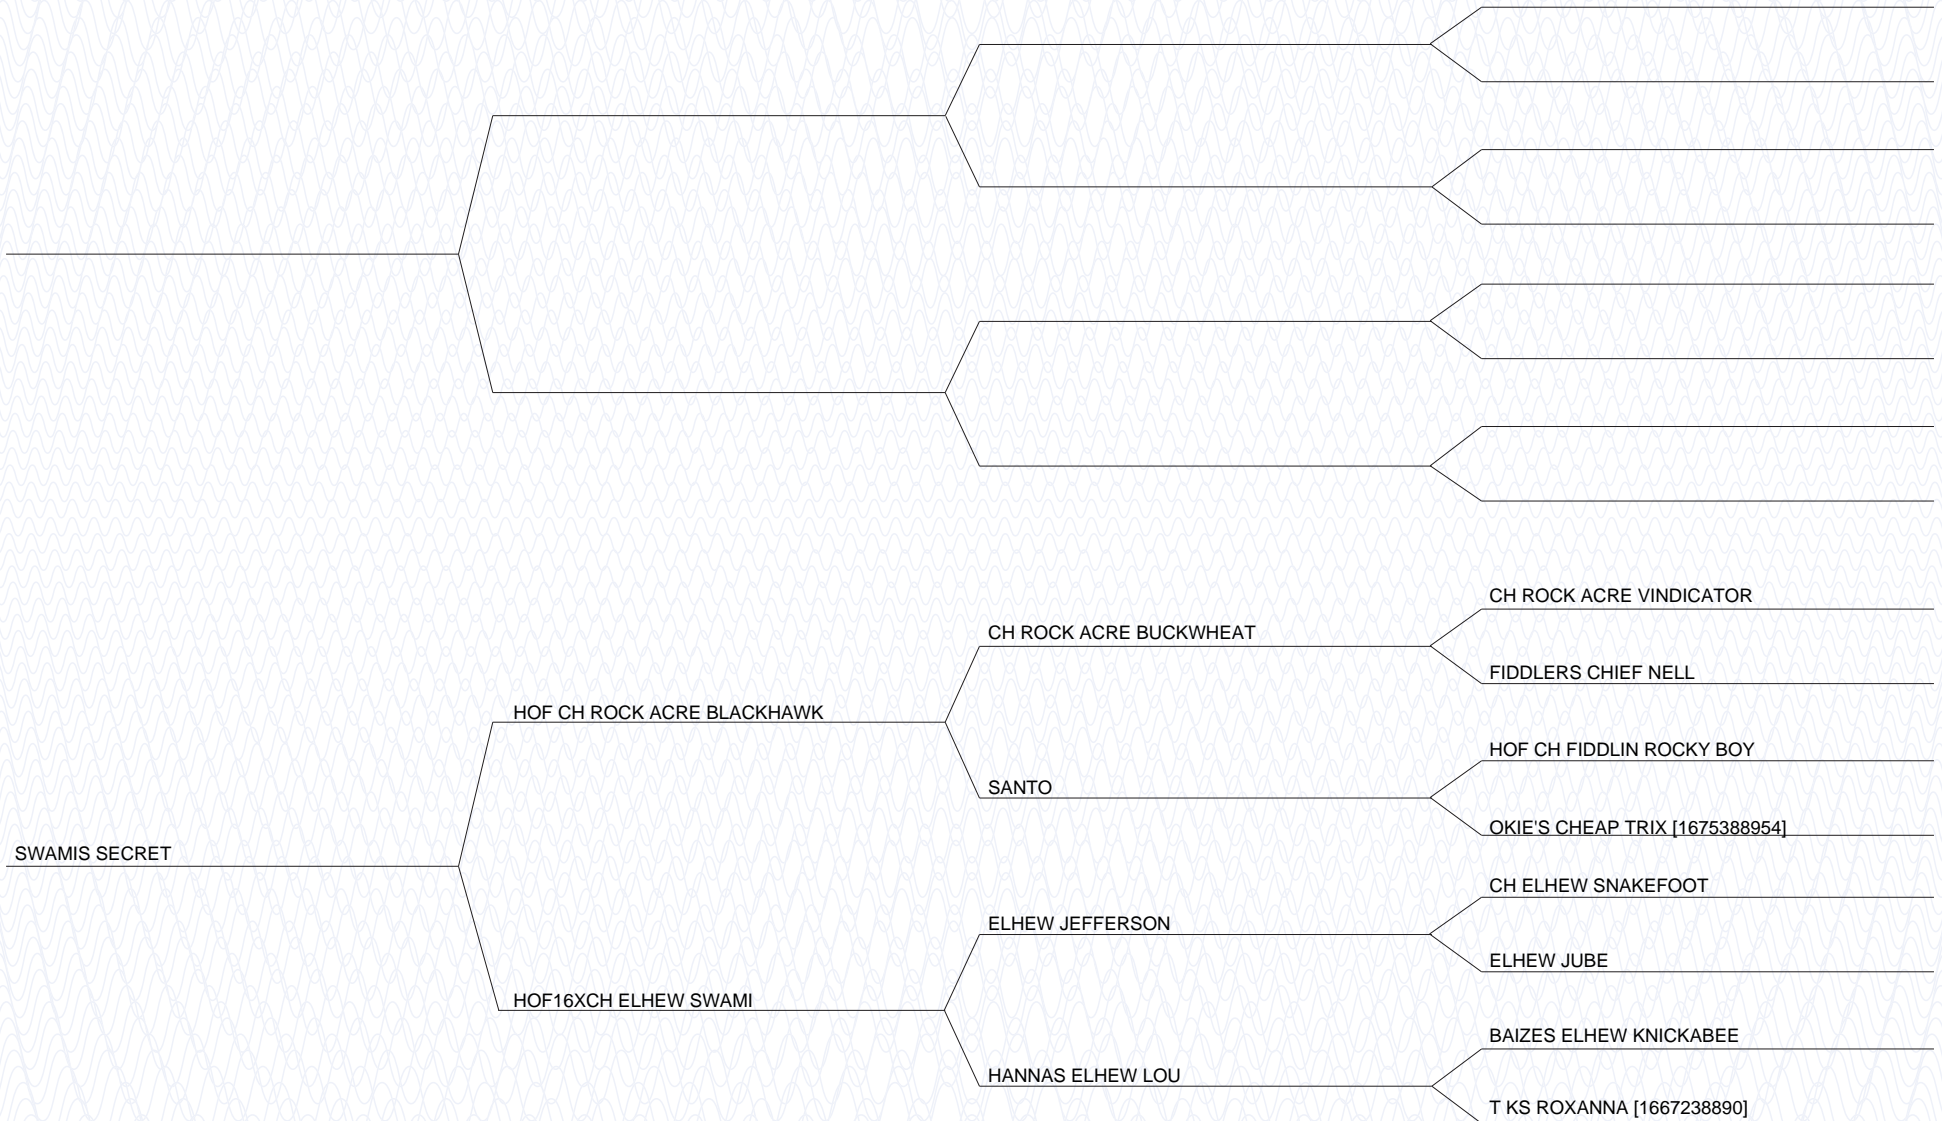 CH ROCK ACRE VINDICATOR
CH ROCK ACRE BUCKWHEAT
FIDDLERS CHIEF NELL
HOF CH ROCK ACRE BLACKHAWK
HOF CH FIDDLIN ROCKY BOY
SANTO
OKIE'S CHEAP TRIX [1675388954]
SWAMIS SECRET
CH ELHEW SNAKEFOOT
ELHEW JEFFERSON
ELHEW JUBE
HOF16XCH ELHEW SWAMI
BAIZES ELHEW KNICKABEE
HANNAS ELHEW LOU
T KS ROXANNA [1667238890]